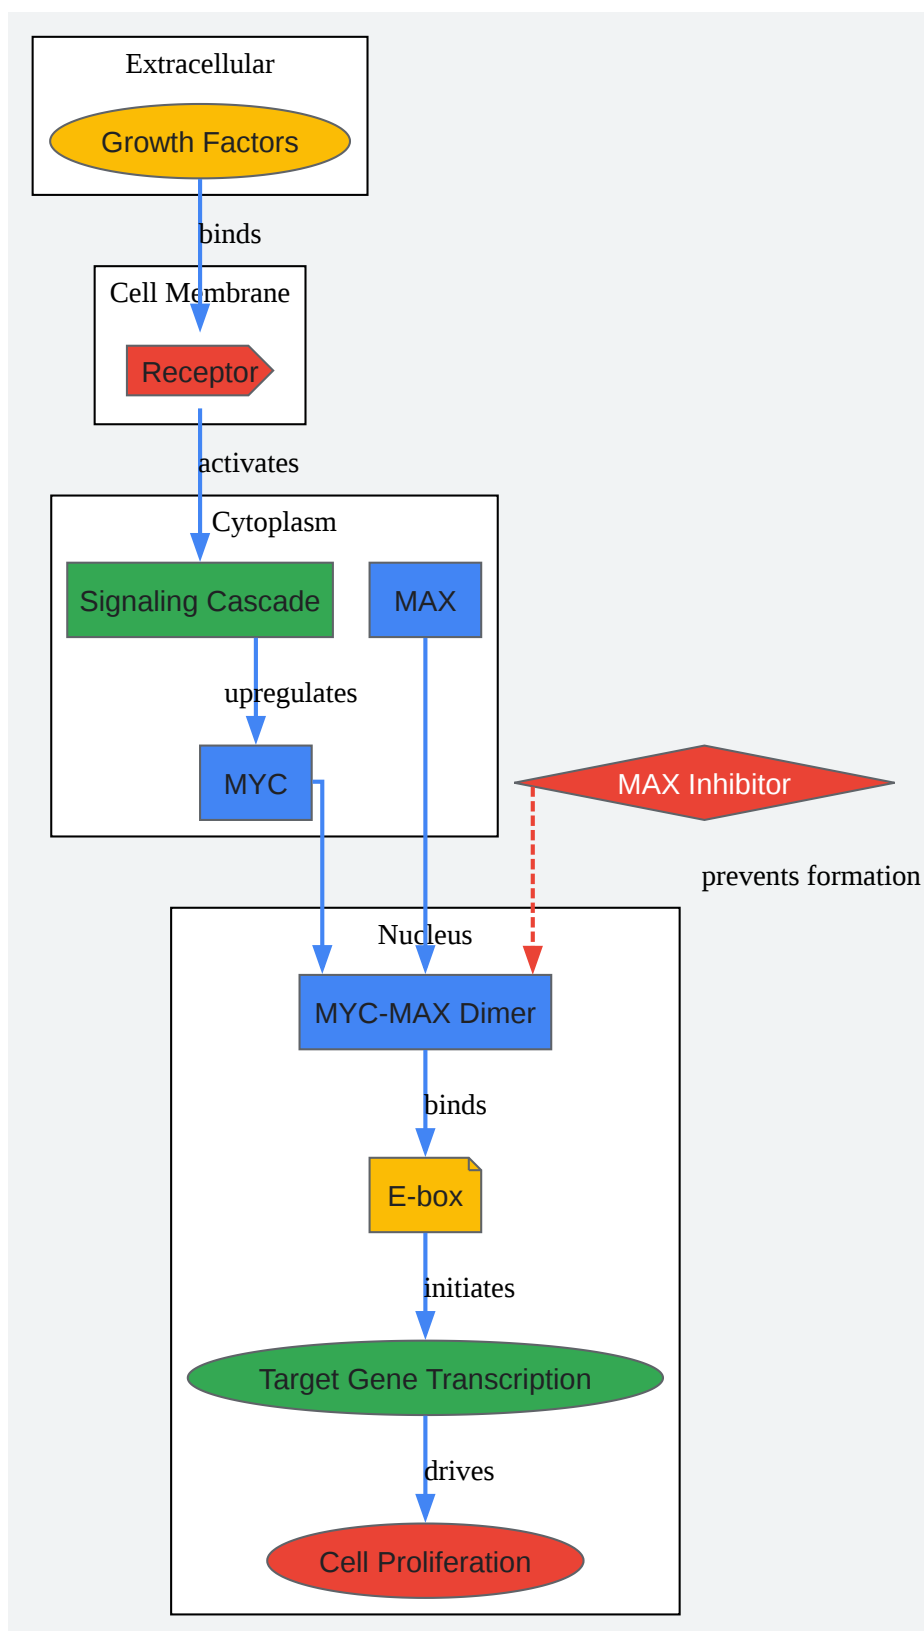 Extracellular
Growth Factors
binds
Cell Membrane
Receptor
activates
Cytoplasm
Signaling Cascade
MAX
upregulates
MYC
MAX Inhibitor
prevents formation
Nucleus
MYC-MAX Dimer
binds
E-box
initiates
Target Gene Transcription
drives
Cell Proliferation